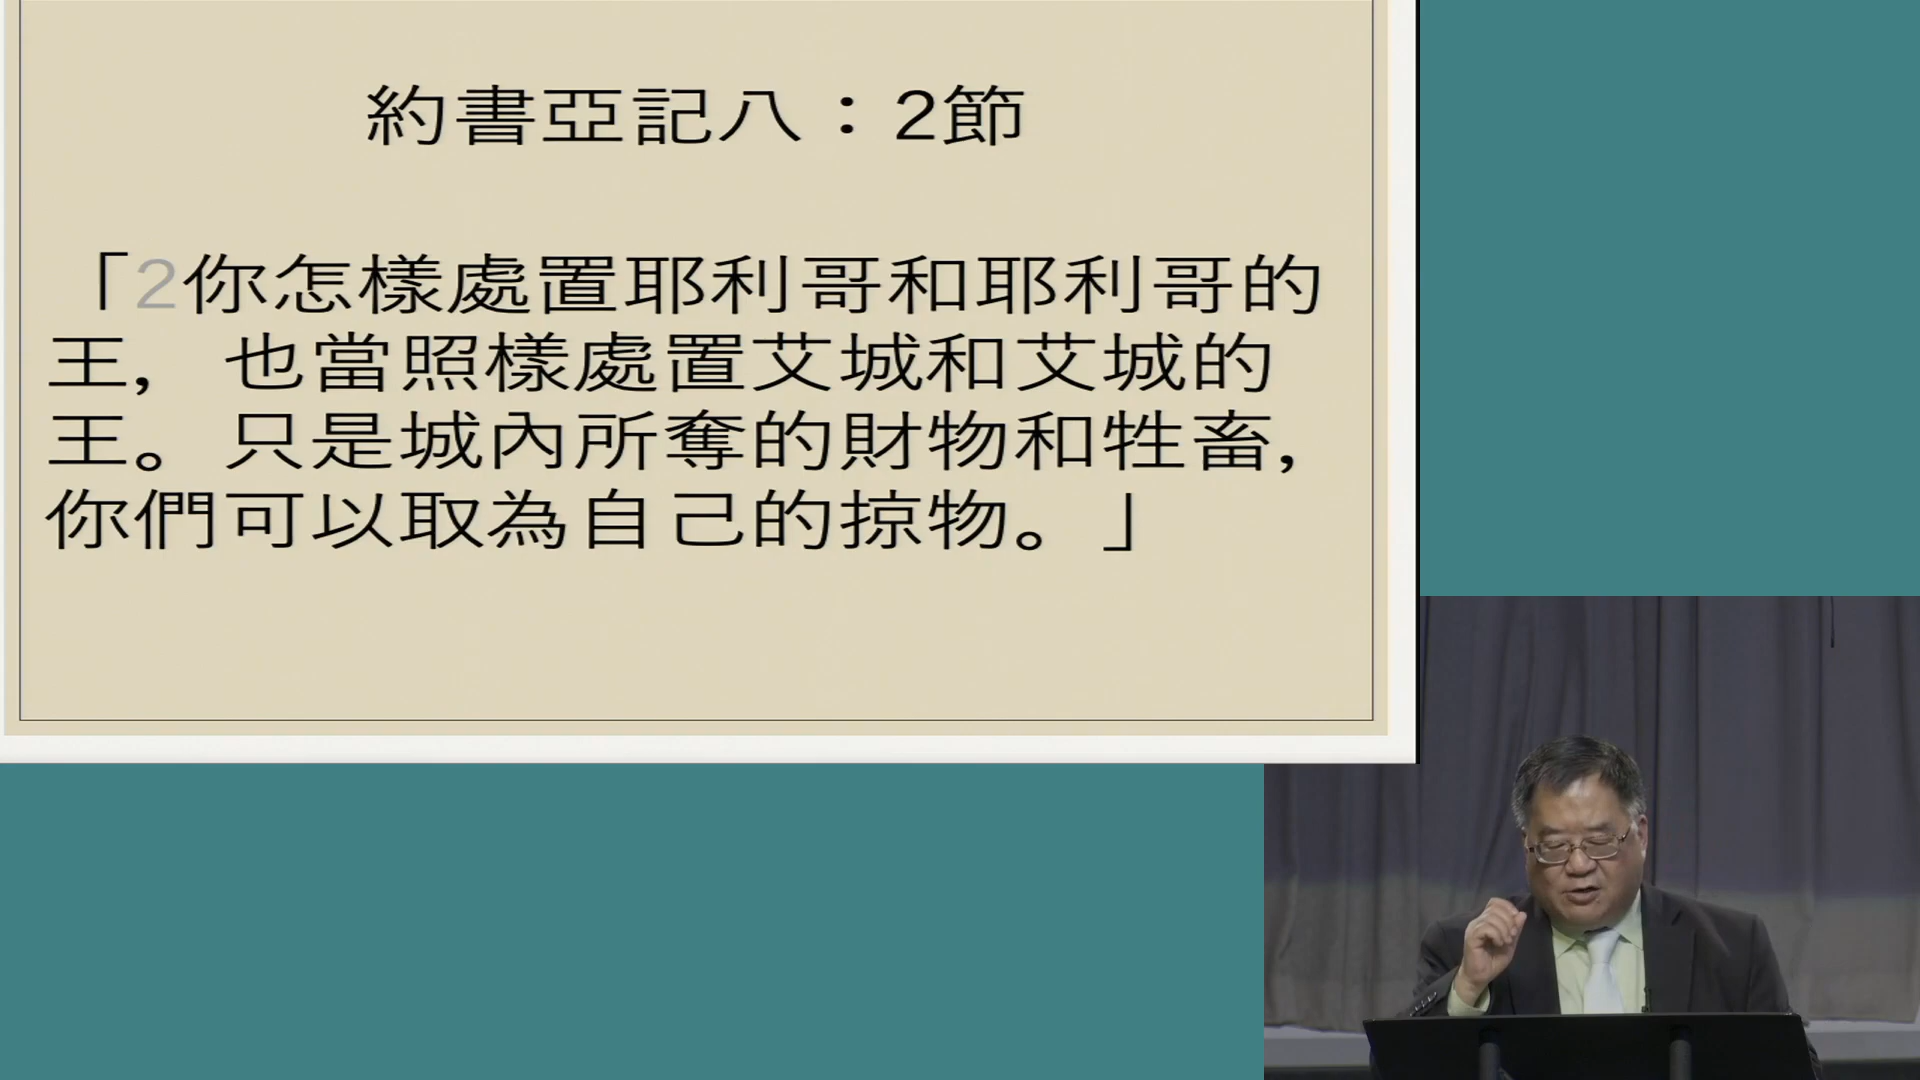 約書亞記八：2節
「2你怎樣處置耶利哥和耶利哥的
王，也當照樣處置艾城和艾城的
王。只是城內所奪的財物和牲畜，
你們可以取為自己的掠物。」